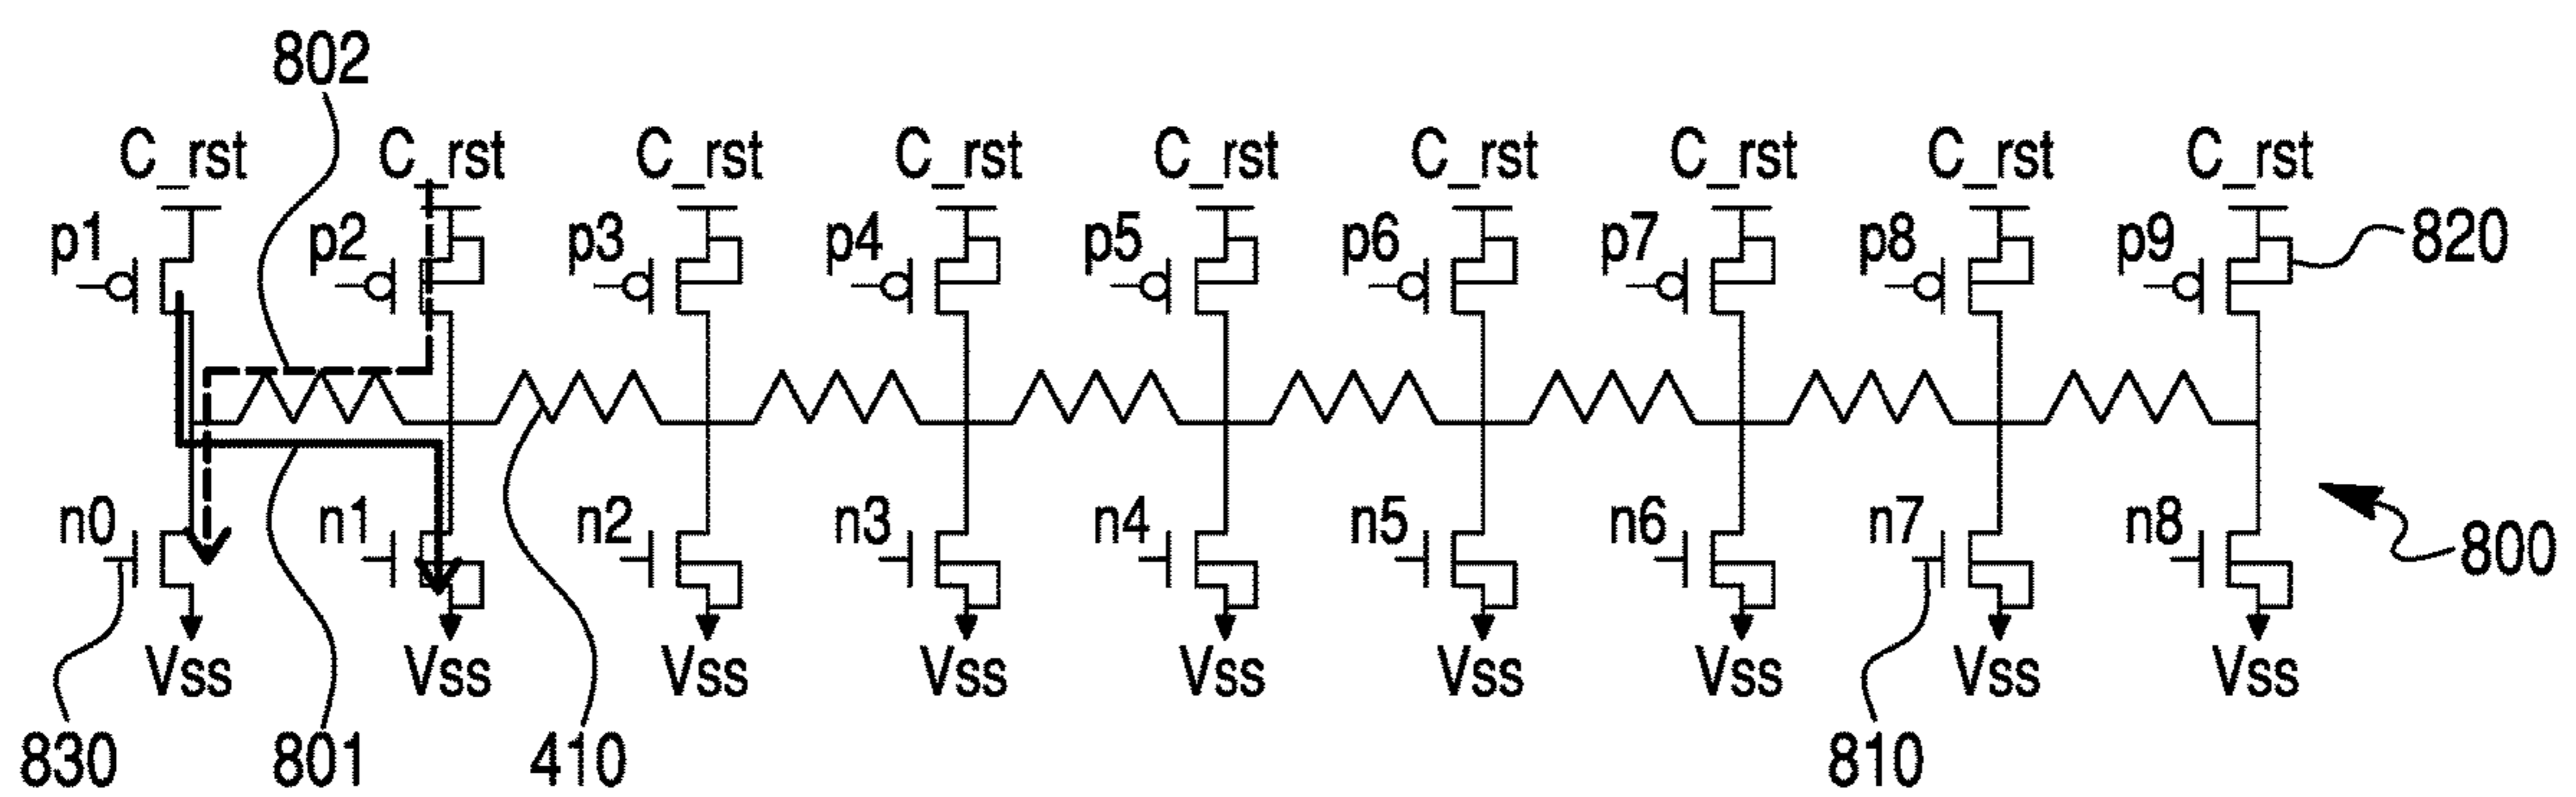 802
C_rst C_rst C_rst C_rst C_rst C_rst C_rst C_rst C_rst
p1 p2 p3 p4 p5 p6 p7 p8 p9 820
n0 n1 n2 n3 n4 n5 n6 n7 n8 800
Vss Vss Vss Vss Vss Vss Vss Vss Vss
830 801 410 810